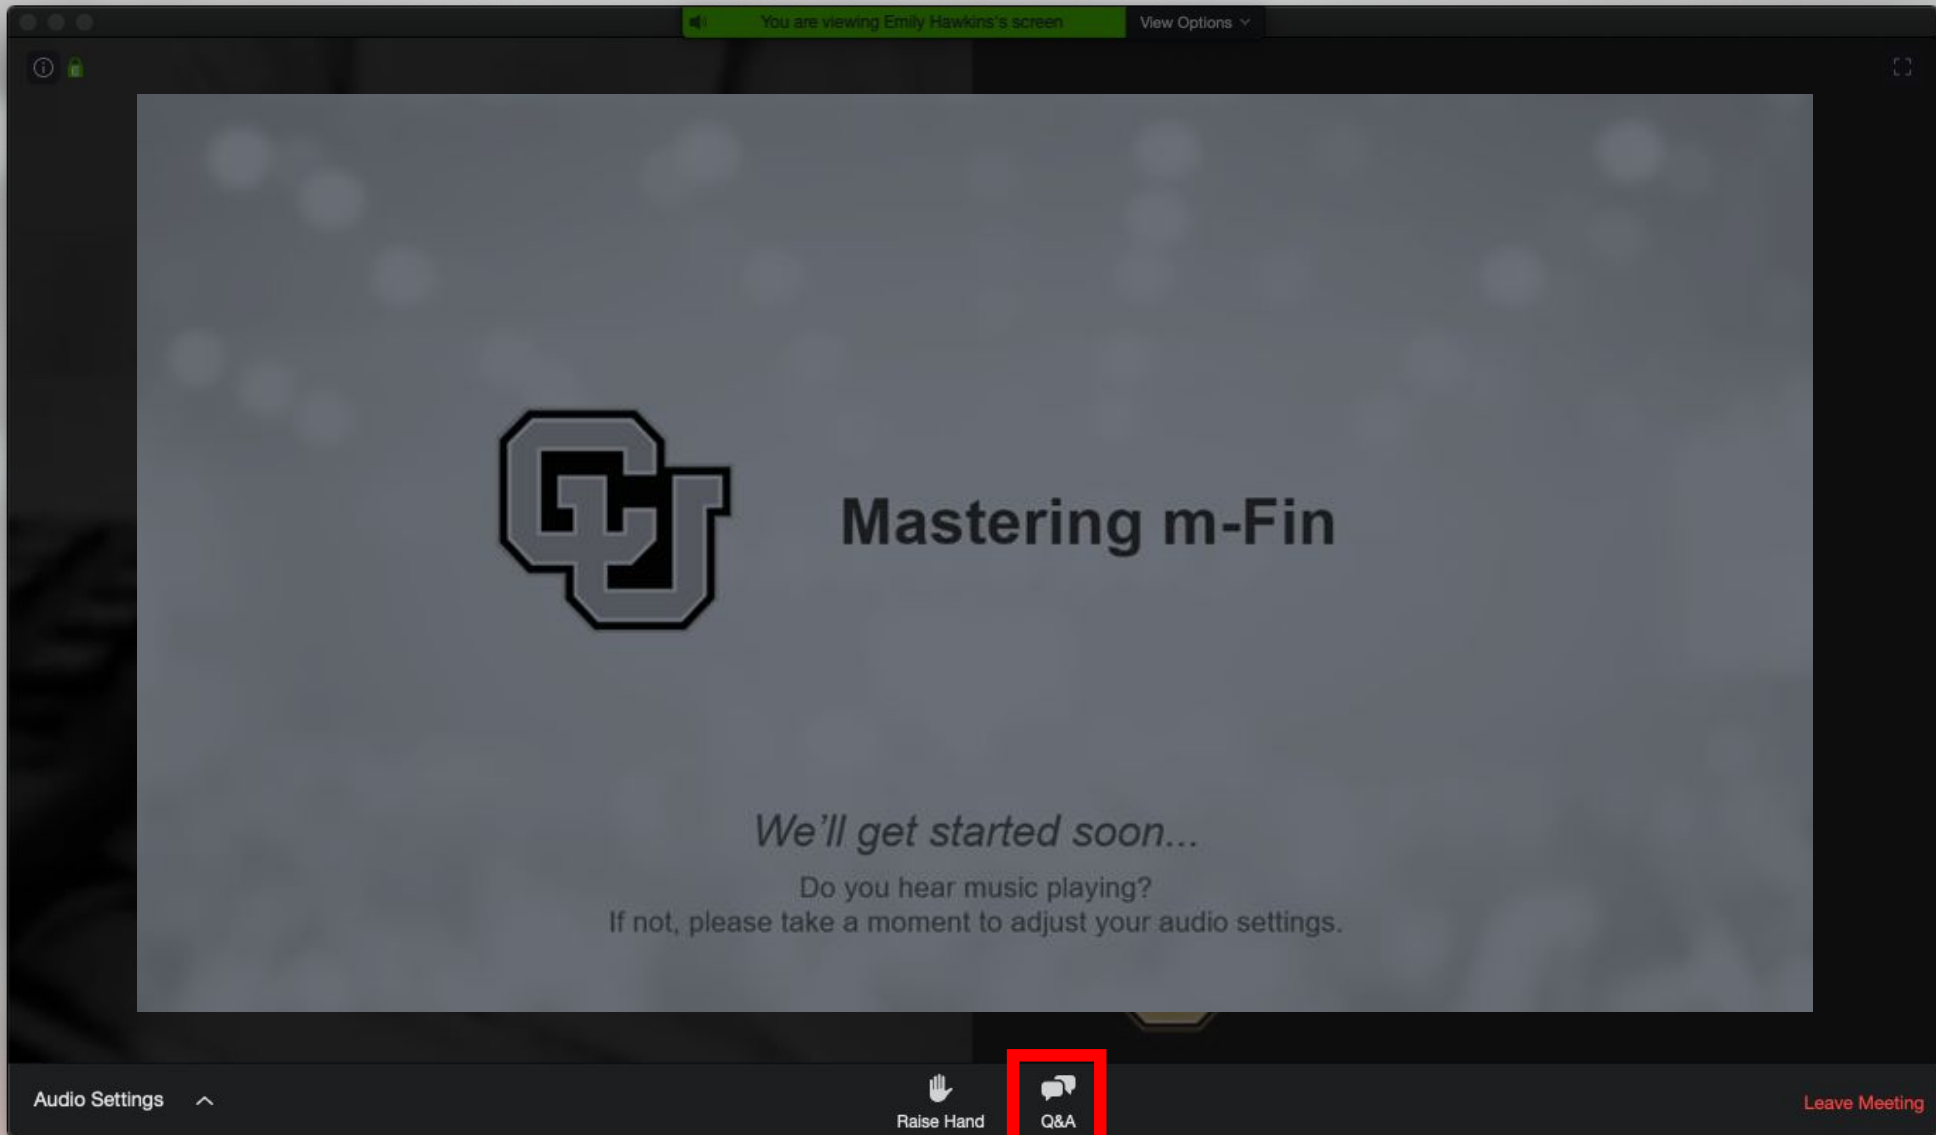 You are viewing Emily Hawkins's screen
View Options
CU
Mastering m-Fin
We'll get started soon...
Do you hear music playing?
If not, please take a moment to adjust your audio settings.
Audio Settings
Raise Hand
Q&A
Leave Meeting